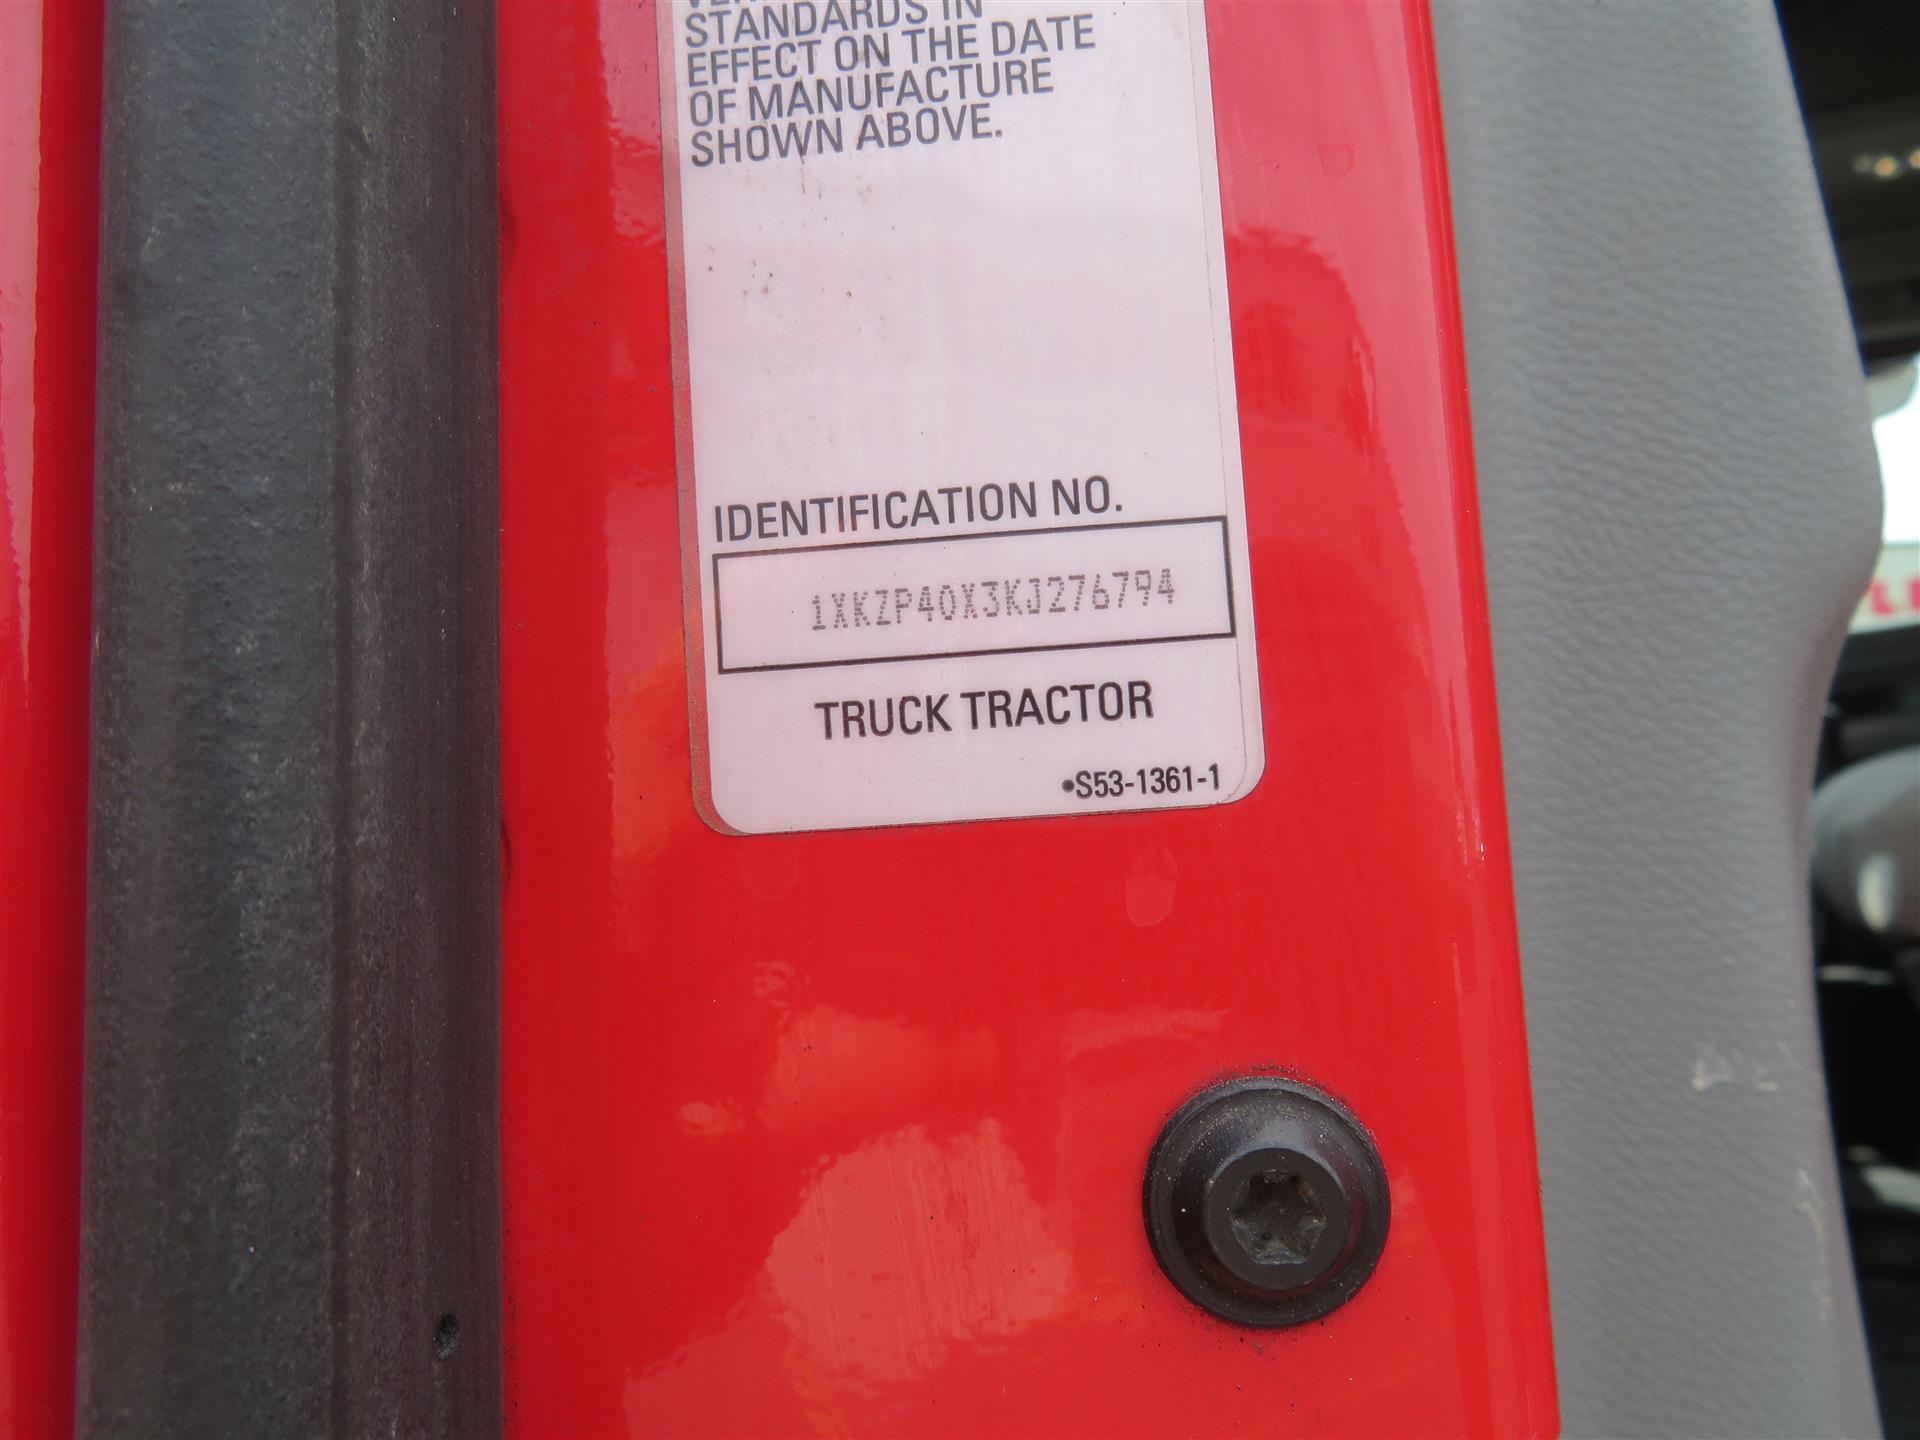 STANDARDS IN
EFFECT ON THE DATE
OF MANUFACTURE
SHOWN ABOVE.
IDENTIFICATION NO.
1XKZP40X3KJ276794
TRUCK TRACTOR
•S53-1361-1